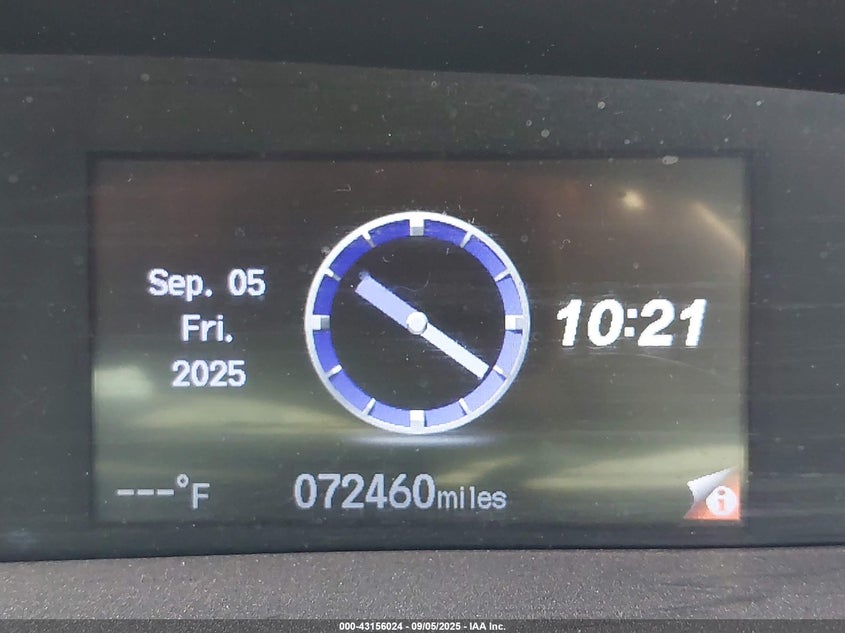 Sep. 05
Fri.
2025
10:21
---°F
072460miles
i
000-43156024 - 09/05/2025 - IAA Inc.